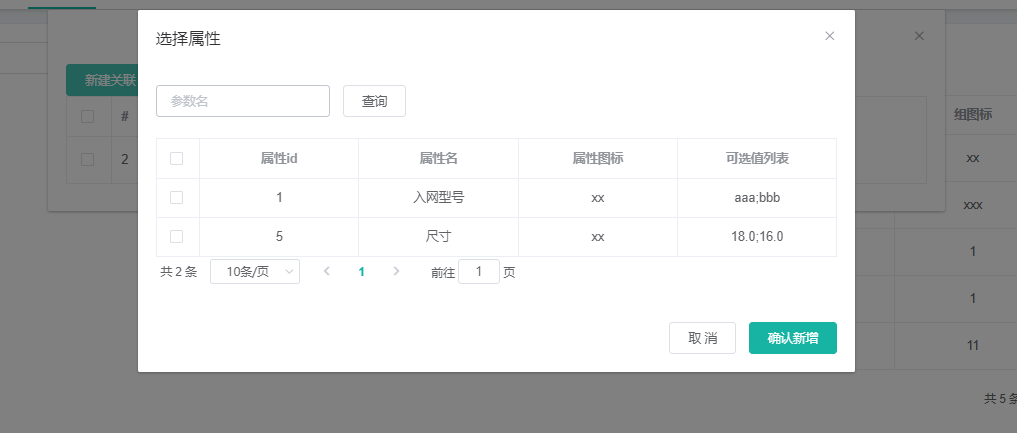 选择属性
新建关联
参数名
查询
#
组图标
属性id 属性名 属性图标 可选值列表
2
xx
1 入网型号 xx aaa;bbb
xxx
5 尺寸 xx 18.0;16.0
1
共 2 条 10条/页 1 前往 1 页
1
取 消 确认新增
11
共 5 条